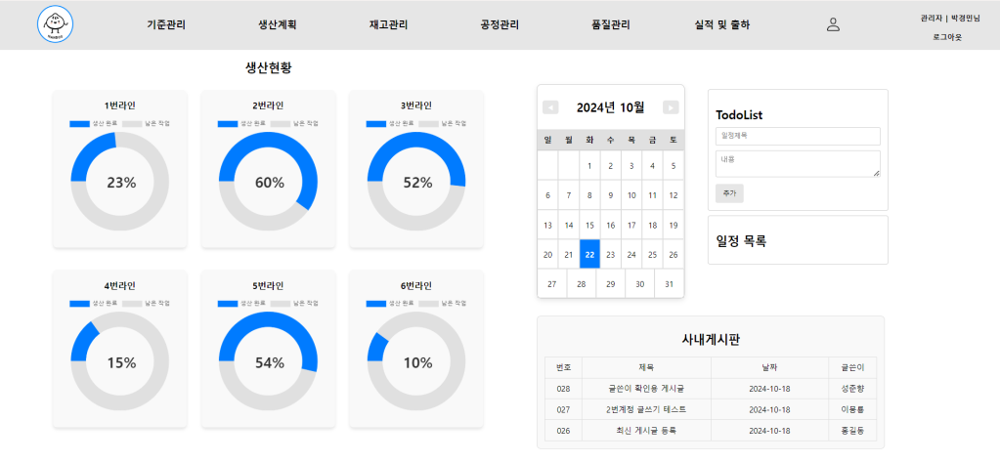 기준관리 생산계획 재고관리 공정관리 품질관리 실적 및 출하
관리자 | 박경민님
로그아웃
생산현황
1번라인
생산 완료 남은 작업
23%
2번라인
생산 완료 남은 작업
60%
3번라인
생산 완료 남은 작업
52%
4번라인
생산 완료 남은 작업
15%
5번라인
생산 완료 남은 작업
54%
6번라인
생산 완료 남은 작업
10%
2024년 10월
일 월 화 수 목 금 토
1 2 3 4 5
6 7 8 9 10 11 12
13 14 15 16 17 18 19
20 21 22 23 24 25 26
27 28 29 30 31
TodoList
일정제목
내용
추가
일정 목록
사내게시판
번호 제목 날짜 글쓴이
028 글쓴이 확인용 게시글 2024-10-18 성춘향
027 2번계정 글쓰기 테스트 2024-10-18 이몽룡
026 최신 게시글 등록 2024-10-18 홍길동